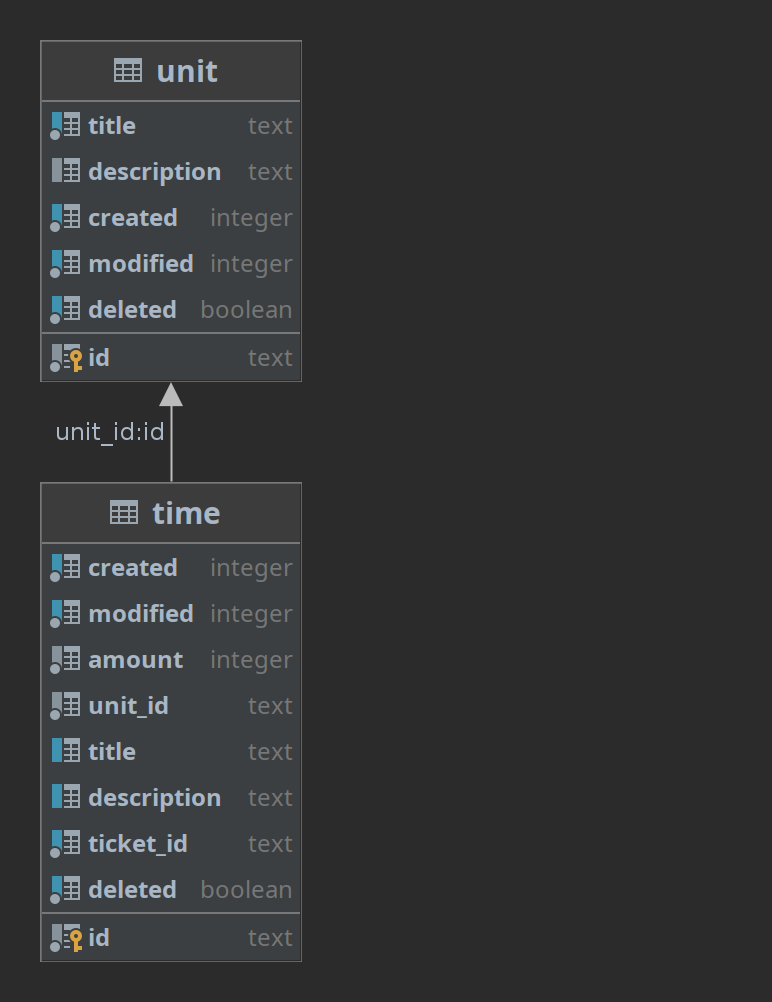 unit
title text
description text
created integer
modified integer
deleted boolean
id text
unit_id:id
time
created integer
modified integer
amount integer
unit_id text
title text
description text
ticket_id text
deleted boolean
id text